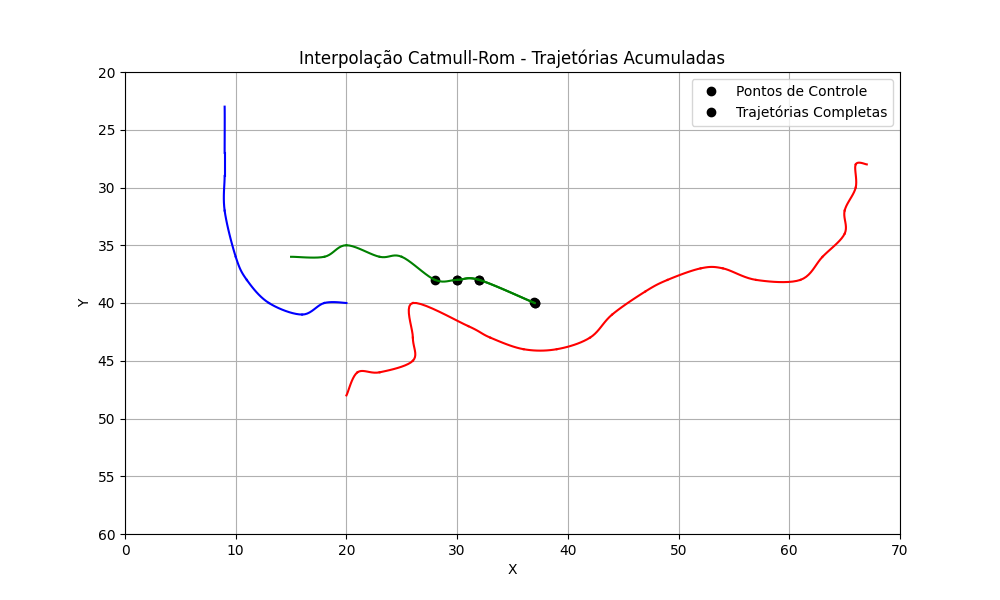 Interpolação Catmull-Rom - Trajetórias Acumuladas
Pontos de Controle
Trajetórias Completas
Y
20
25
30
35
40
45
50
55
60
0 10 20 30 40 50 60 70
X